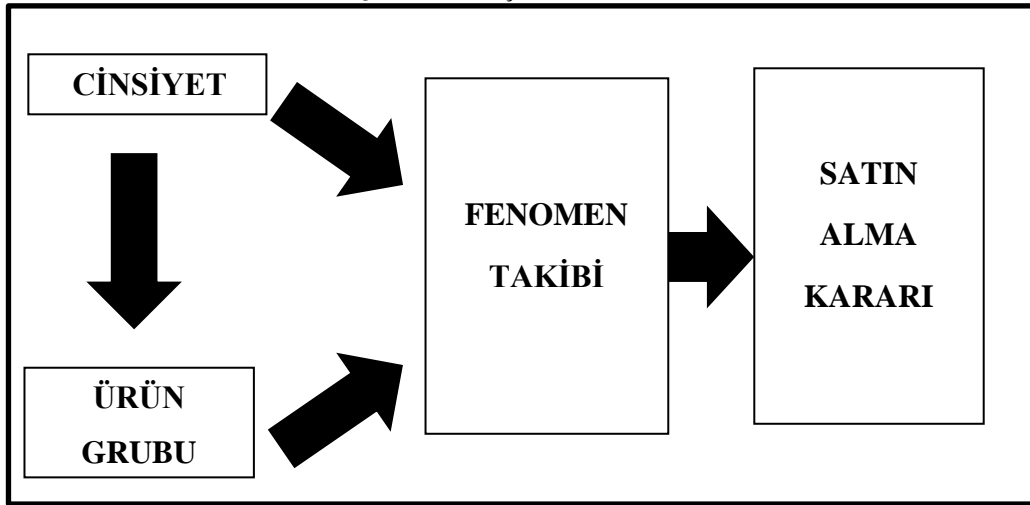 CİNSİYET
ÜRÜN
GRUBU
FENOMEN
TAKİBİ
SATIN
ALMA
KARARI